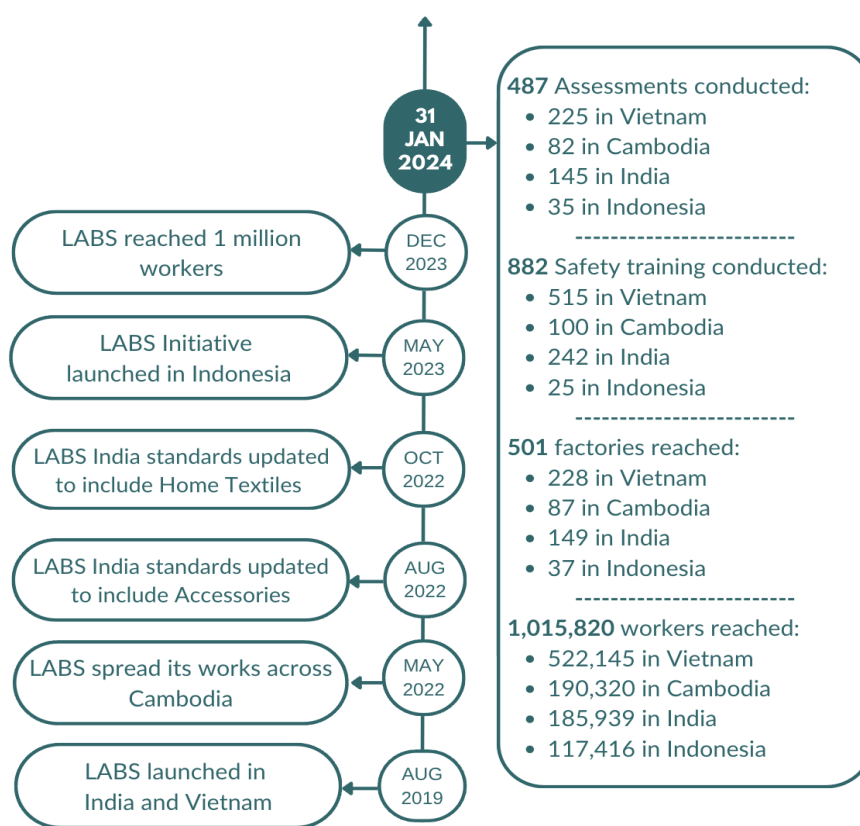 31
JAN
2024
487 Assessments conducted:
• 225 in Vietnam
• 82 in Cambodia
• 145 in India
• 35 in Indonesia
--------------------------
882 Safety training conducted:
• 515 in Vietnam
• 100 in Cambodia
• 242 in India
• 25 in Indonesia
--------------------------
501 factories reached:
• 228 in Vietnam
• 87 in Cambodia
• 149 in India
• 37 in Indonesia
--------------------------
1,015,820 workers reached:
• 522,145 in Vietnam
• 190,320 in Cambodia
• 185,939 in India
• 117,416 in Indonesia
LABS reached 1 million
workers
DEC
2023
LABS Initiative
launched in Indonesia
MAY
2023
LABS India standards updated
to include Home Textiles
OCT
2022
LABS India standards updated
to include Accessories
AUG
2022
LABS spread its works across
Cambodia
MAY
2022
LABS launched in
India and Vietnam
AUG
2019